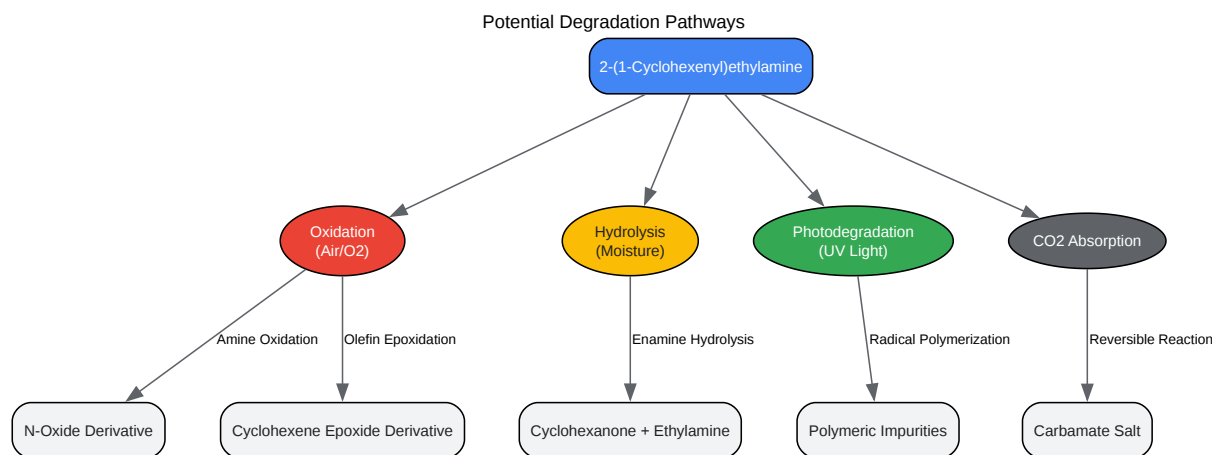 Potential Degradation Pathways
2-(1-Cyclohexenyl)ethylamine
Oxidation
(Air/O2)
Hydrolysis
(Moisture)
Photodegradation
(UV Light)
CO2 Absorption
Amine Oxidation
Olefin Epoxidation
Enamine Hydrolysis
Radical Polymerization
Reversible Reaction
N-Oxide Derivative
Cyclohexene Epoxide Derivative
Cyclohexanone + Ethylamine
Polymeric Impurities
Carbamate Salt